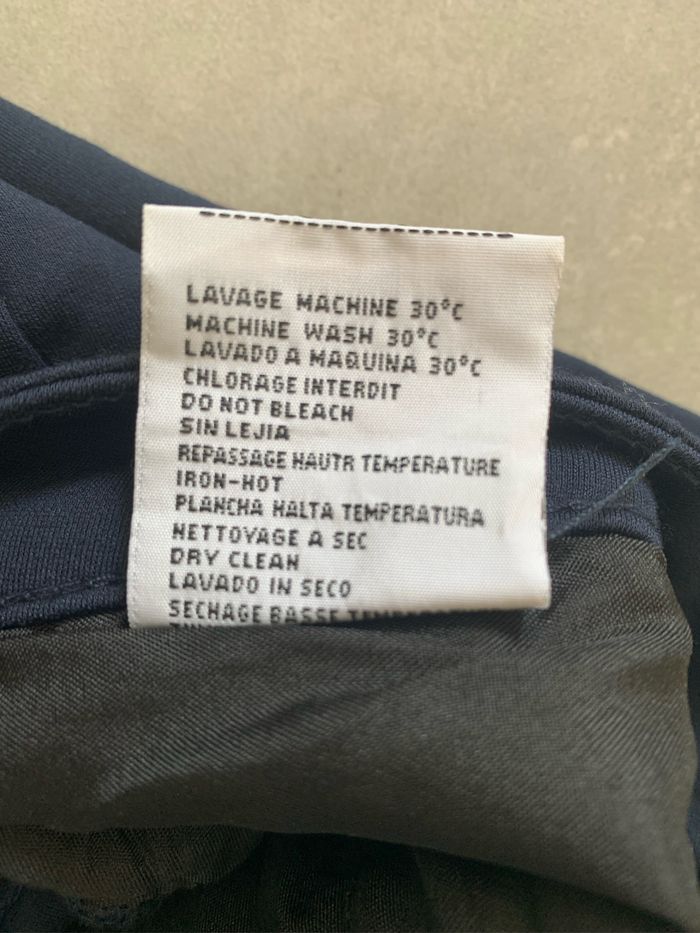 LAVAGE MACHINE 30°C
MACHINE WASH 30°C
LAVADO A MAQUINA 30°C
CHLORAGE INTERDIT
DO NOT BLEACH
SIN LEJIA
REPASSAGE HAUTR TEMPERATURE
IRON-HOT
PLANCHA HALTA TEMPERATURA
NETTOYAGE A SEC
DRY CLEAN
LAVADO IN SECO
SECHAGE BASSE